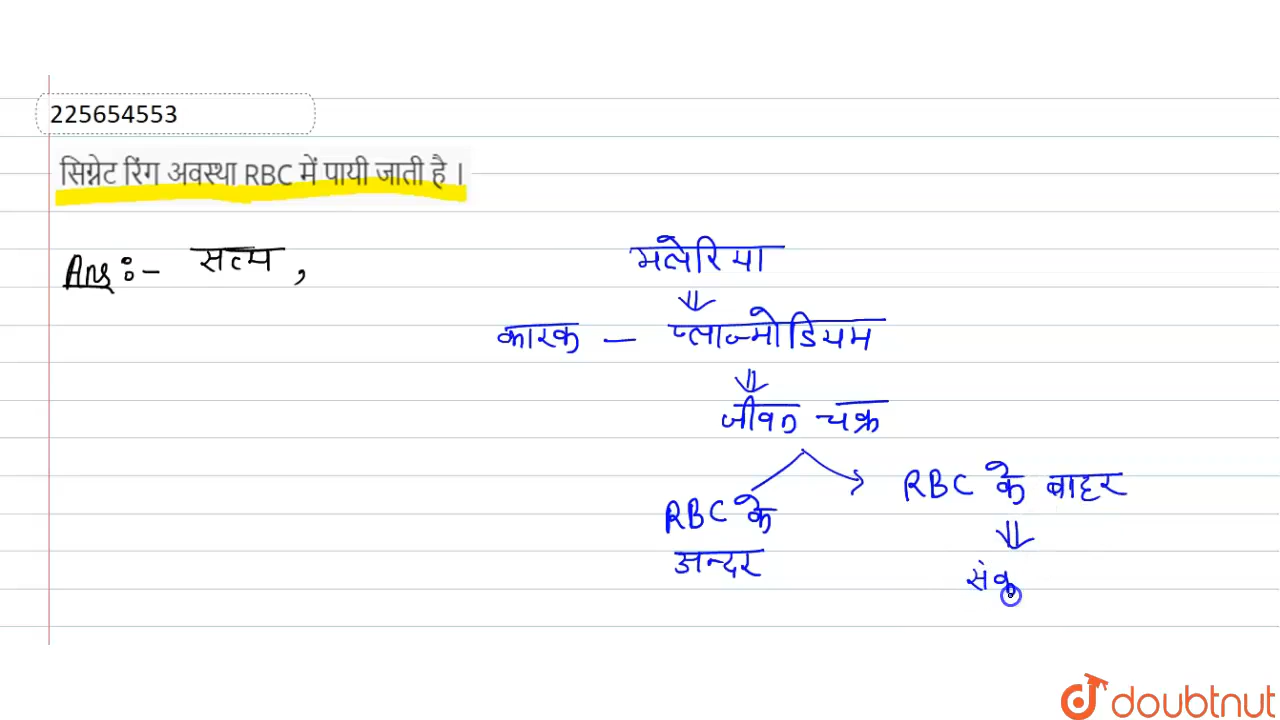 225654553
सिग्नेट रिंग अवस्था RBC में पायी जाती है ।
Ans :- सत्य ,
मलेरिया
कारक – प्लाज्मोडियम
जीवन चक्र
RBC के
अन्दर
RBC के बाहर
doubtnut